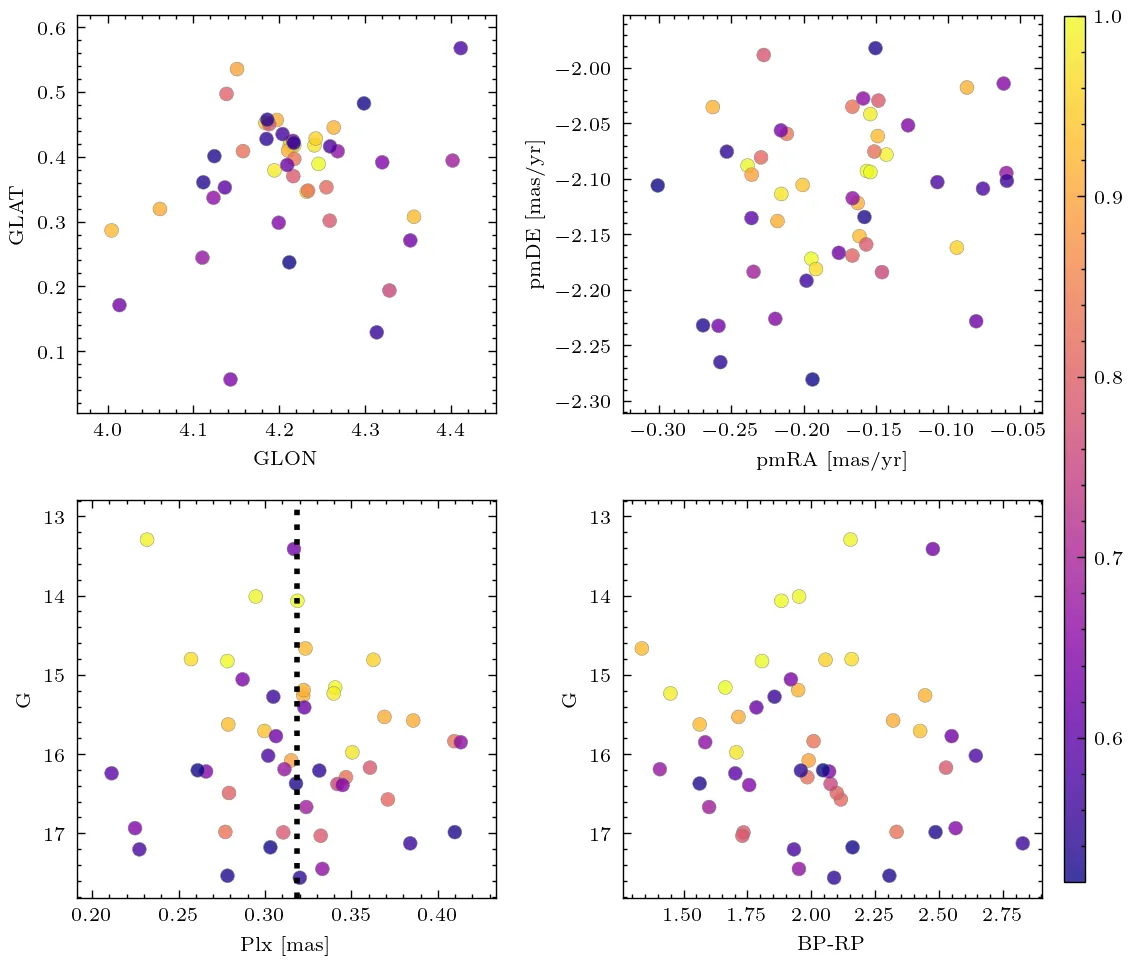 0.6
0.5
0.4
0.3
0.2
0.1
GLAT
4.0 4.1 4.2 4.3 4.4
GLON
−2.00
−2.05
−2.10
−2.15
−2.20
−2.25
−2.30
pmDE [mas/yr]
−0.30 −0.25 −0.20 −0.15 −0.10 −0.05
pmRA [mas/yr]
13
14
15
16
17
G
0.20 0.25 0.30 0.35 0.40
Plx [mas]
13
14
15
16
17
G
1.50 1.75 2.00 2.25 2.50 2.75
BP-RP
1.0
0.9
0.8
0.7
0.6